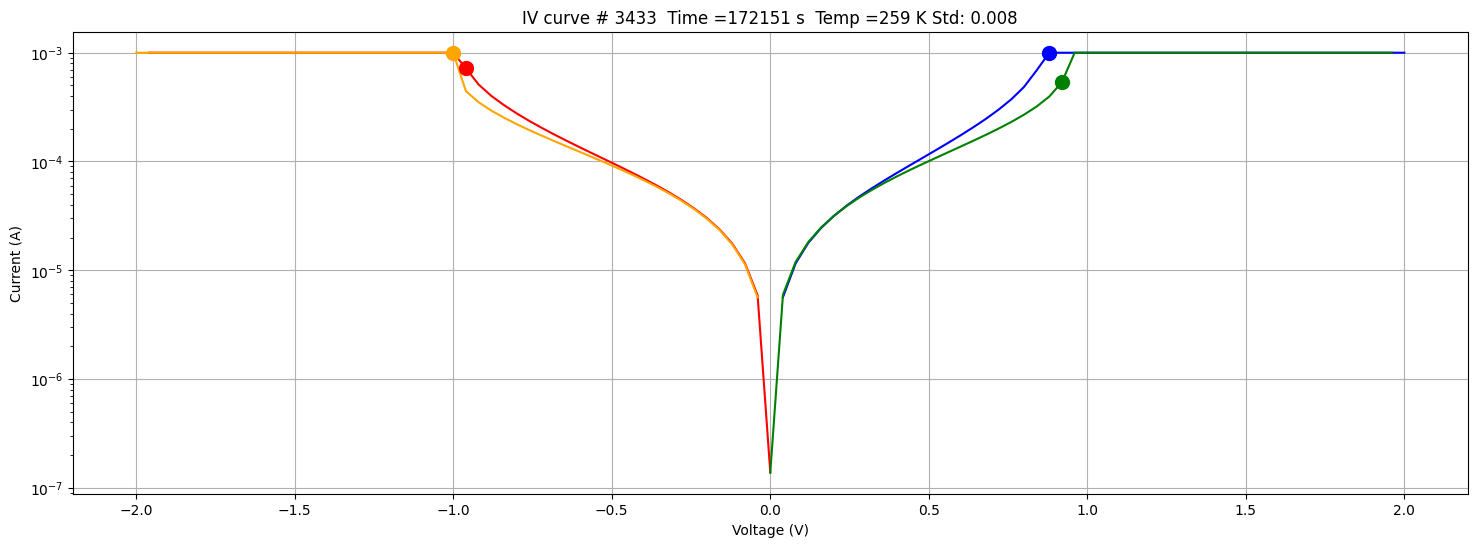 IV curve # 3433  Time =172151 s  Temp =259 K Std: 0.008
Current (A)
10⁻³
10⁻⁴
10⁻⁵
10⁻⁶
10⁻⁷
−2.0 −1.5 −1.0 −0.5 0.0 0.5 1.0 1.5 2.0
Voltage (V)